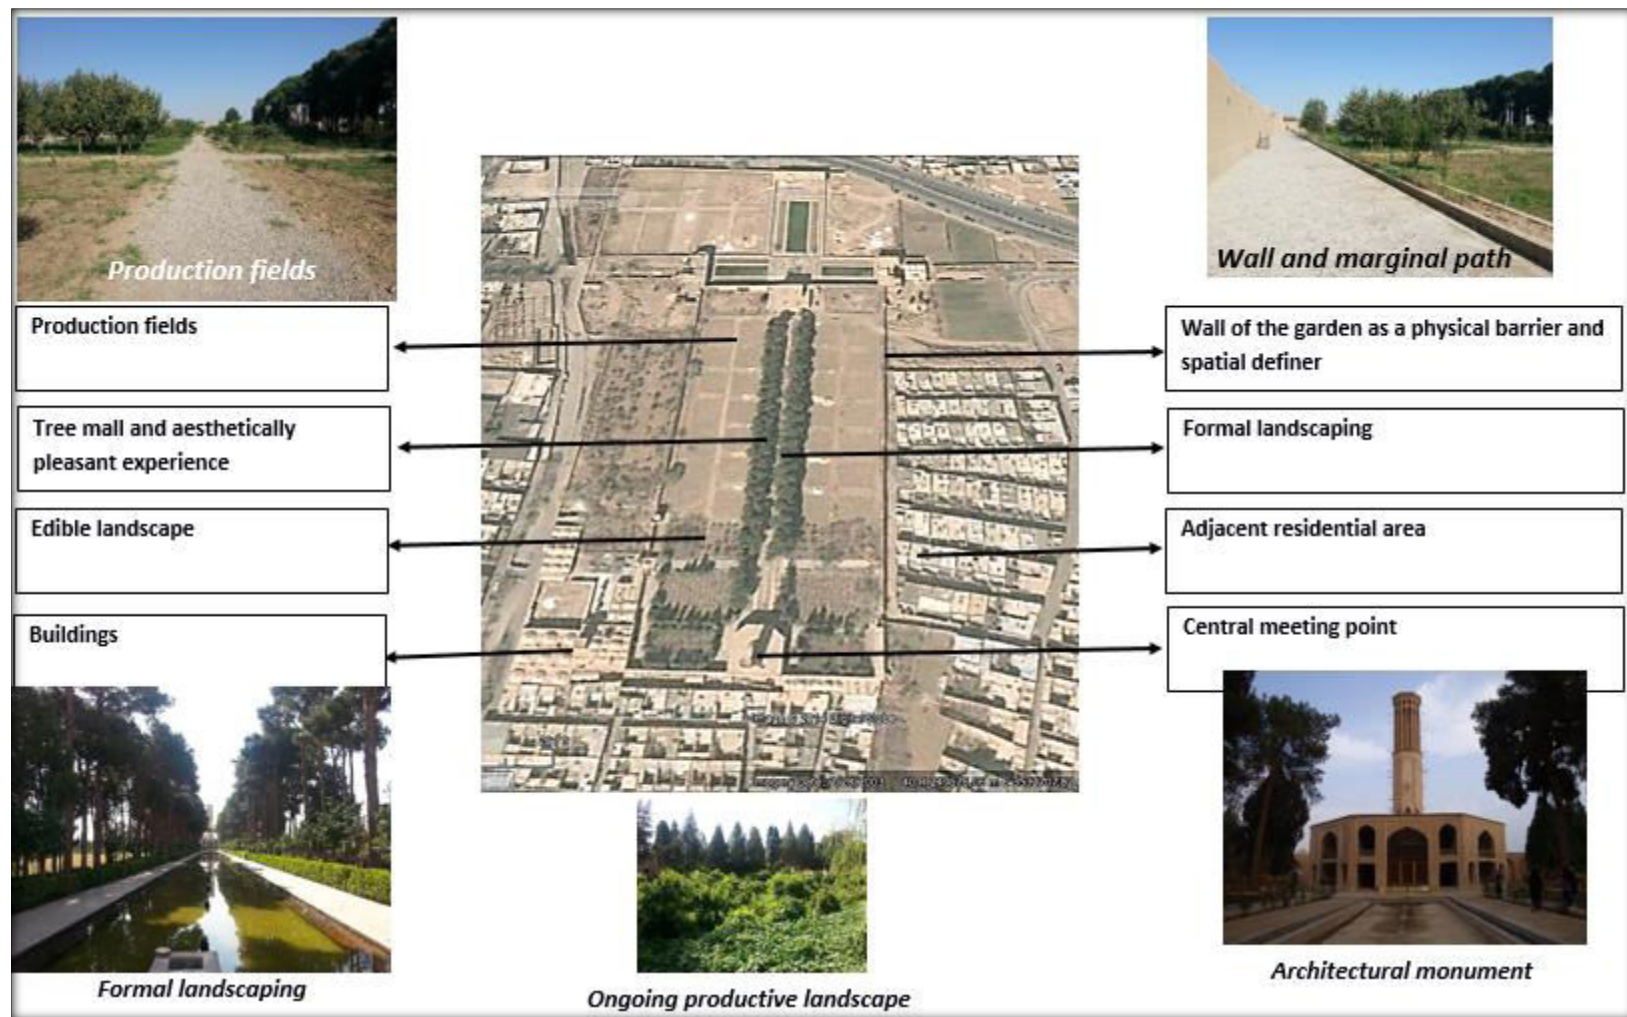 Production fields
Wall and marginal path
Production fields
Wall of the garden as a physical barrier and
spatial definer
Tree mall and aesthetically
pleasant experience
Formal landscaping
Edible landscape
Adjacent residential area
Buildings
Central meeting point
Formal landscaping
Ongoing productive landscape
Architectural monument